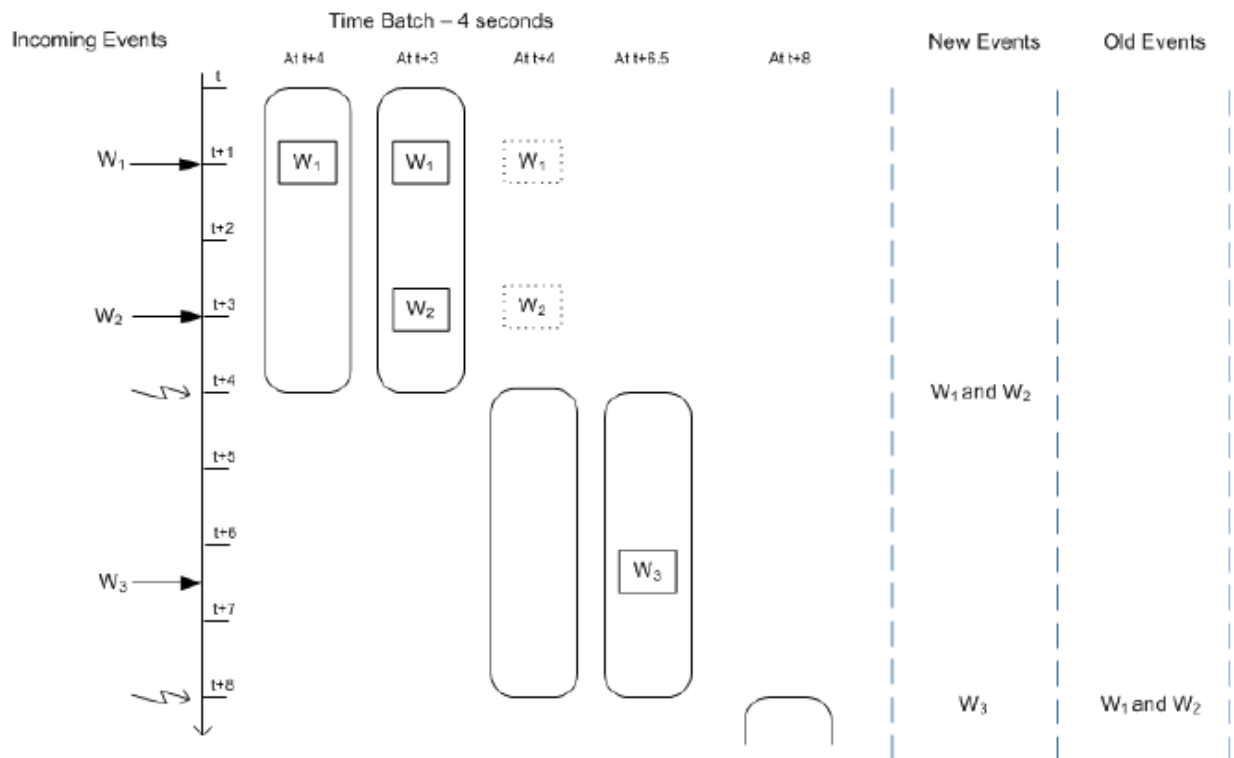 Time Batch – 4 seconds
Incoming Events
New Events
Old Events
At t+4
At t+3
At t+4
At t+6.5
At t+8
t
W₁
t+1
W₁
W₁
W₁
t+2
W₂
t+3
W₂
W₂
t+4
W₁ and W₂
t+5
t+6
W₃
W₃
t+7
t+8
W₃
W₁ and W₂